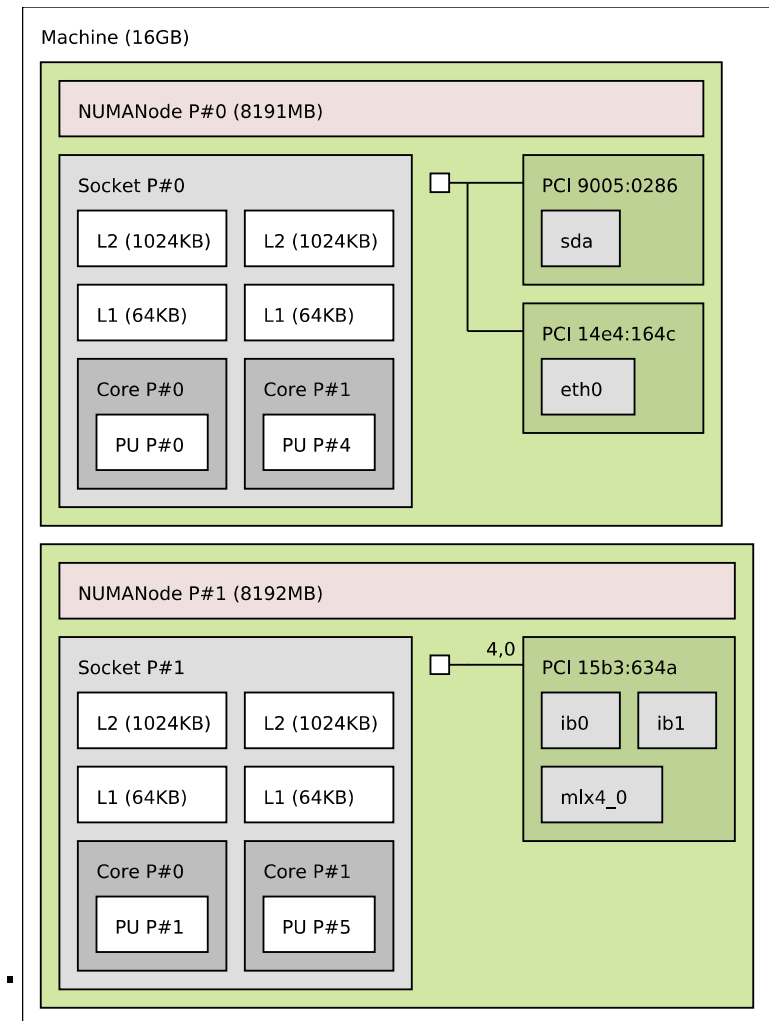 Machine (16GB)
NUMANode P#0 (8191MB)
Socket P#0
PCI 9005:0286
L2 (1024KB)
L2 (1024KB)
sda
L1 (64KB)
L1 (64KB)
PCI 14e4:164c
Core P#0
Core P#1
eth0
PU P#0
PU P#4
NUMANode P#1 (8192MB)
Socket P#1
4,0
PCI 15b3:634a
L2 (1024KB)
L2 (1024KB)
ib0
ib1
L1 (64KB)
L1 (64KB)
mlx4_0
Core P#0
Core P#1
PU P#1
PU P#5